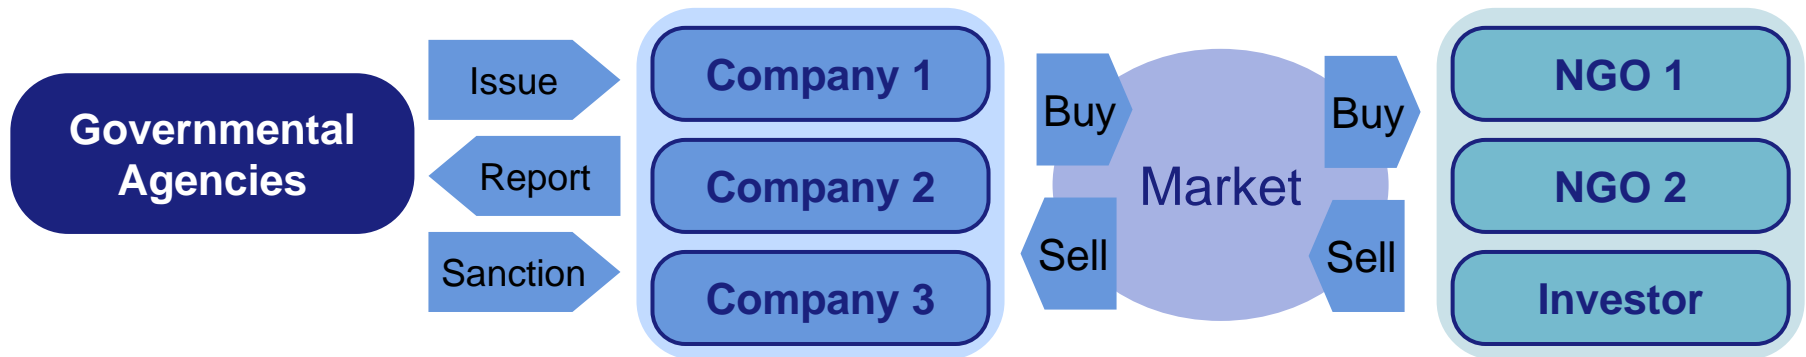 Governmental
Agencies
Issue
Report
Sanction
Company 1
Company 2
Company 3
Buy
Sell
Market
Buy
Sell
NGO 1
NGO 2
Investor